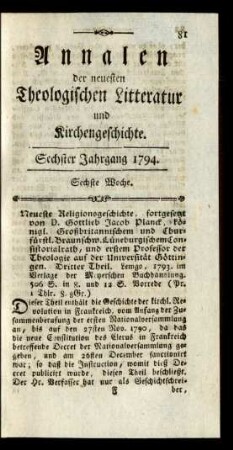 81
Annalen
der neuesten
Theologischen Litteratur
und
Kirchengeschichte.
Sechster Jahrgang 1794.
Sechste Woche.
Neueste Religionsgeschichte, fortgesetzt
von D. Gottlieb Jacob Planck, kö-
nigl. Großbritannischem und Chur-
fürstl. Braunschw. Lüneburgischem Con-
sistorialrath, und erstem Professor der
Theologie auf der Universität Göttin-
gen. Dritter Theil. Lemgo, 1793. im
Verlage der Meyerschen Buchhandlung.
506 S. in 8. und 12 S. Vorrede (Pr.
1 Thlr. 8. gGr.)
Dieser Theil enthält die Geschichte der kirchl. Re-
volution in Frankreich, vom Anfang der Zu-
sammenberufung der ersten Nationalversammlung
an, bis auf den 27sten Nov. 1790, da das
die neue Constitution des Clerus in Frankreich
betreffende Decret der Nationalversammlung ge-
geben, und am 26sten December sanctionirt
war; so daß die Instruction, womit dieß De-
cret publicirt wurde, diesen Theil beschließt.
Der Hr. Verfasser hat nur als Geschichtschrei-
F ber,